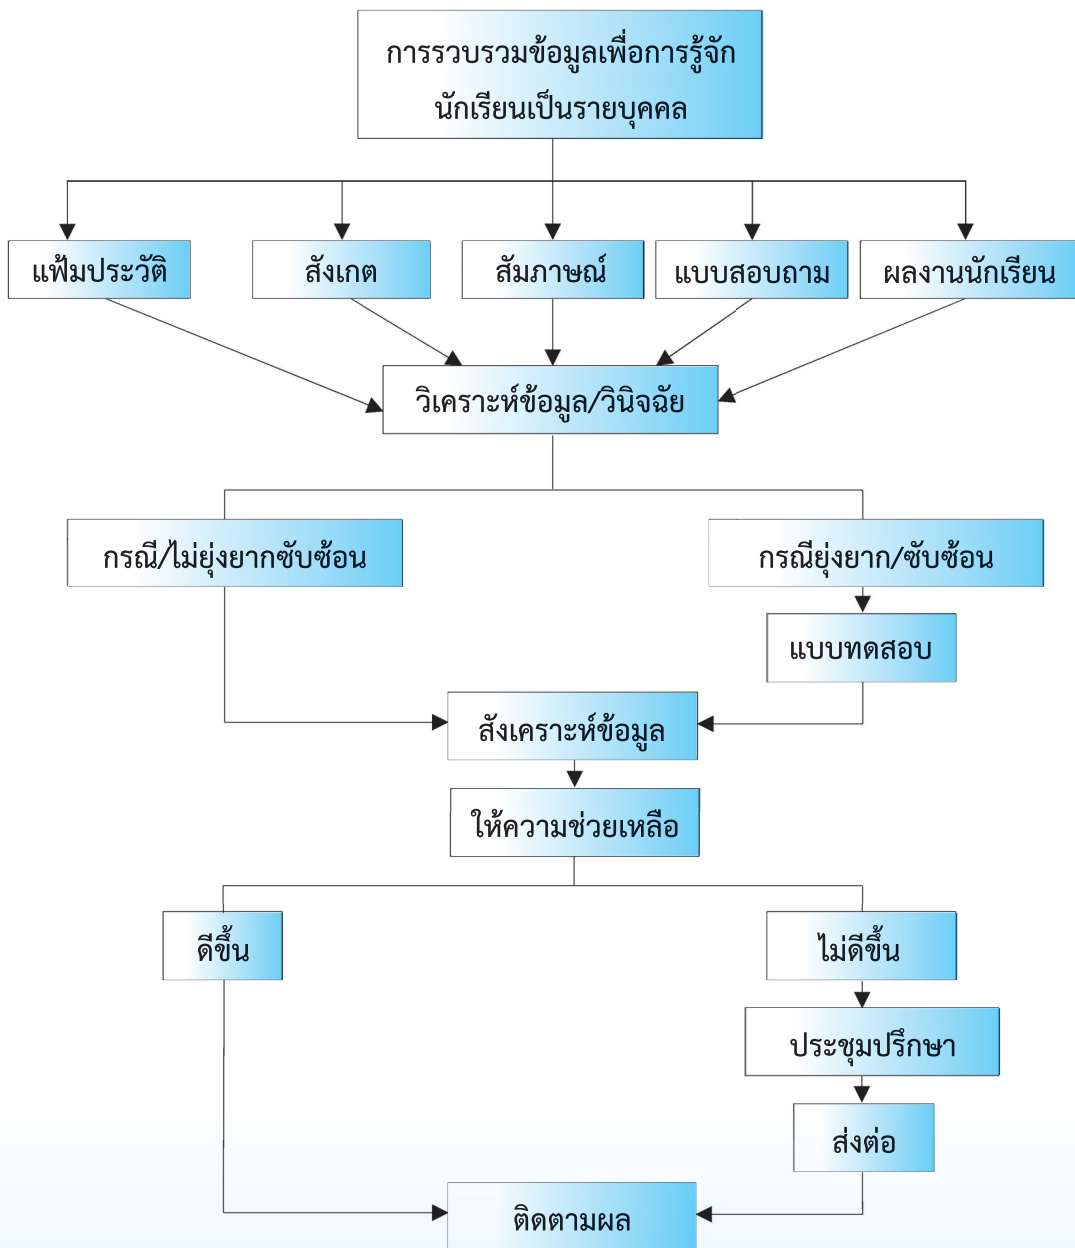 การรวบรวมข้อมูลเพื่อการรู้จัก
นักเรียนเป็นรายบุคคล
แฟ้มประวัติ
สังเกต
สัมภาษณ์
แบบสอบถาม
ผลงานนักเรียน
วิเคราะห์ข้อมูล/วินิจฉัย
กรณี/ไม่ยุ่งยากซับซ้อน
กรณียุ่งยาก/ซับซ้อน
แบบทดสอบ
สังเคราะห์ข้อมูล
ให้ความช่วยเหลือ
ดีขึ้น
ไม่ดีขึ้น
ประชุมปรึกษา
ส่งต่อ
ติดตามผล